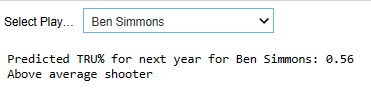 Select Play... Ben Simmons
Predicted TRU% for next year for Ben Simmons: 0.56
Above average shooter